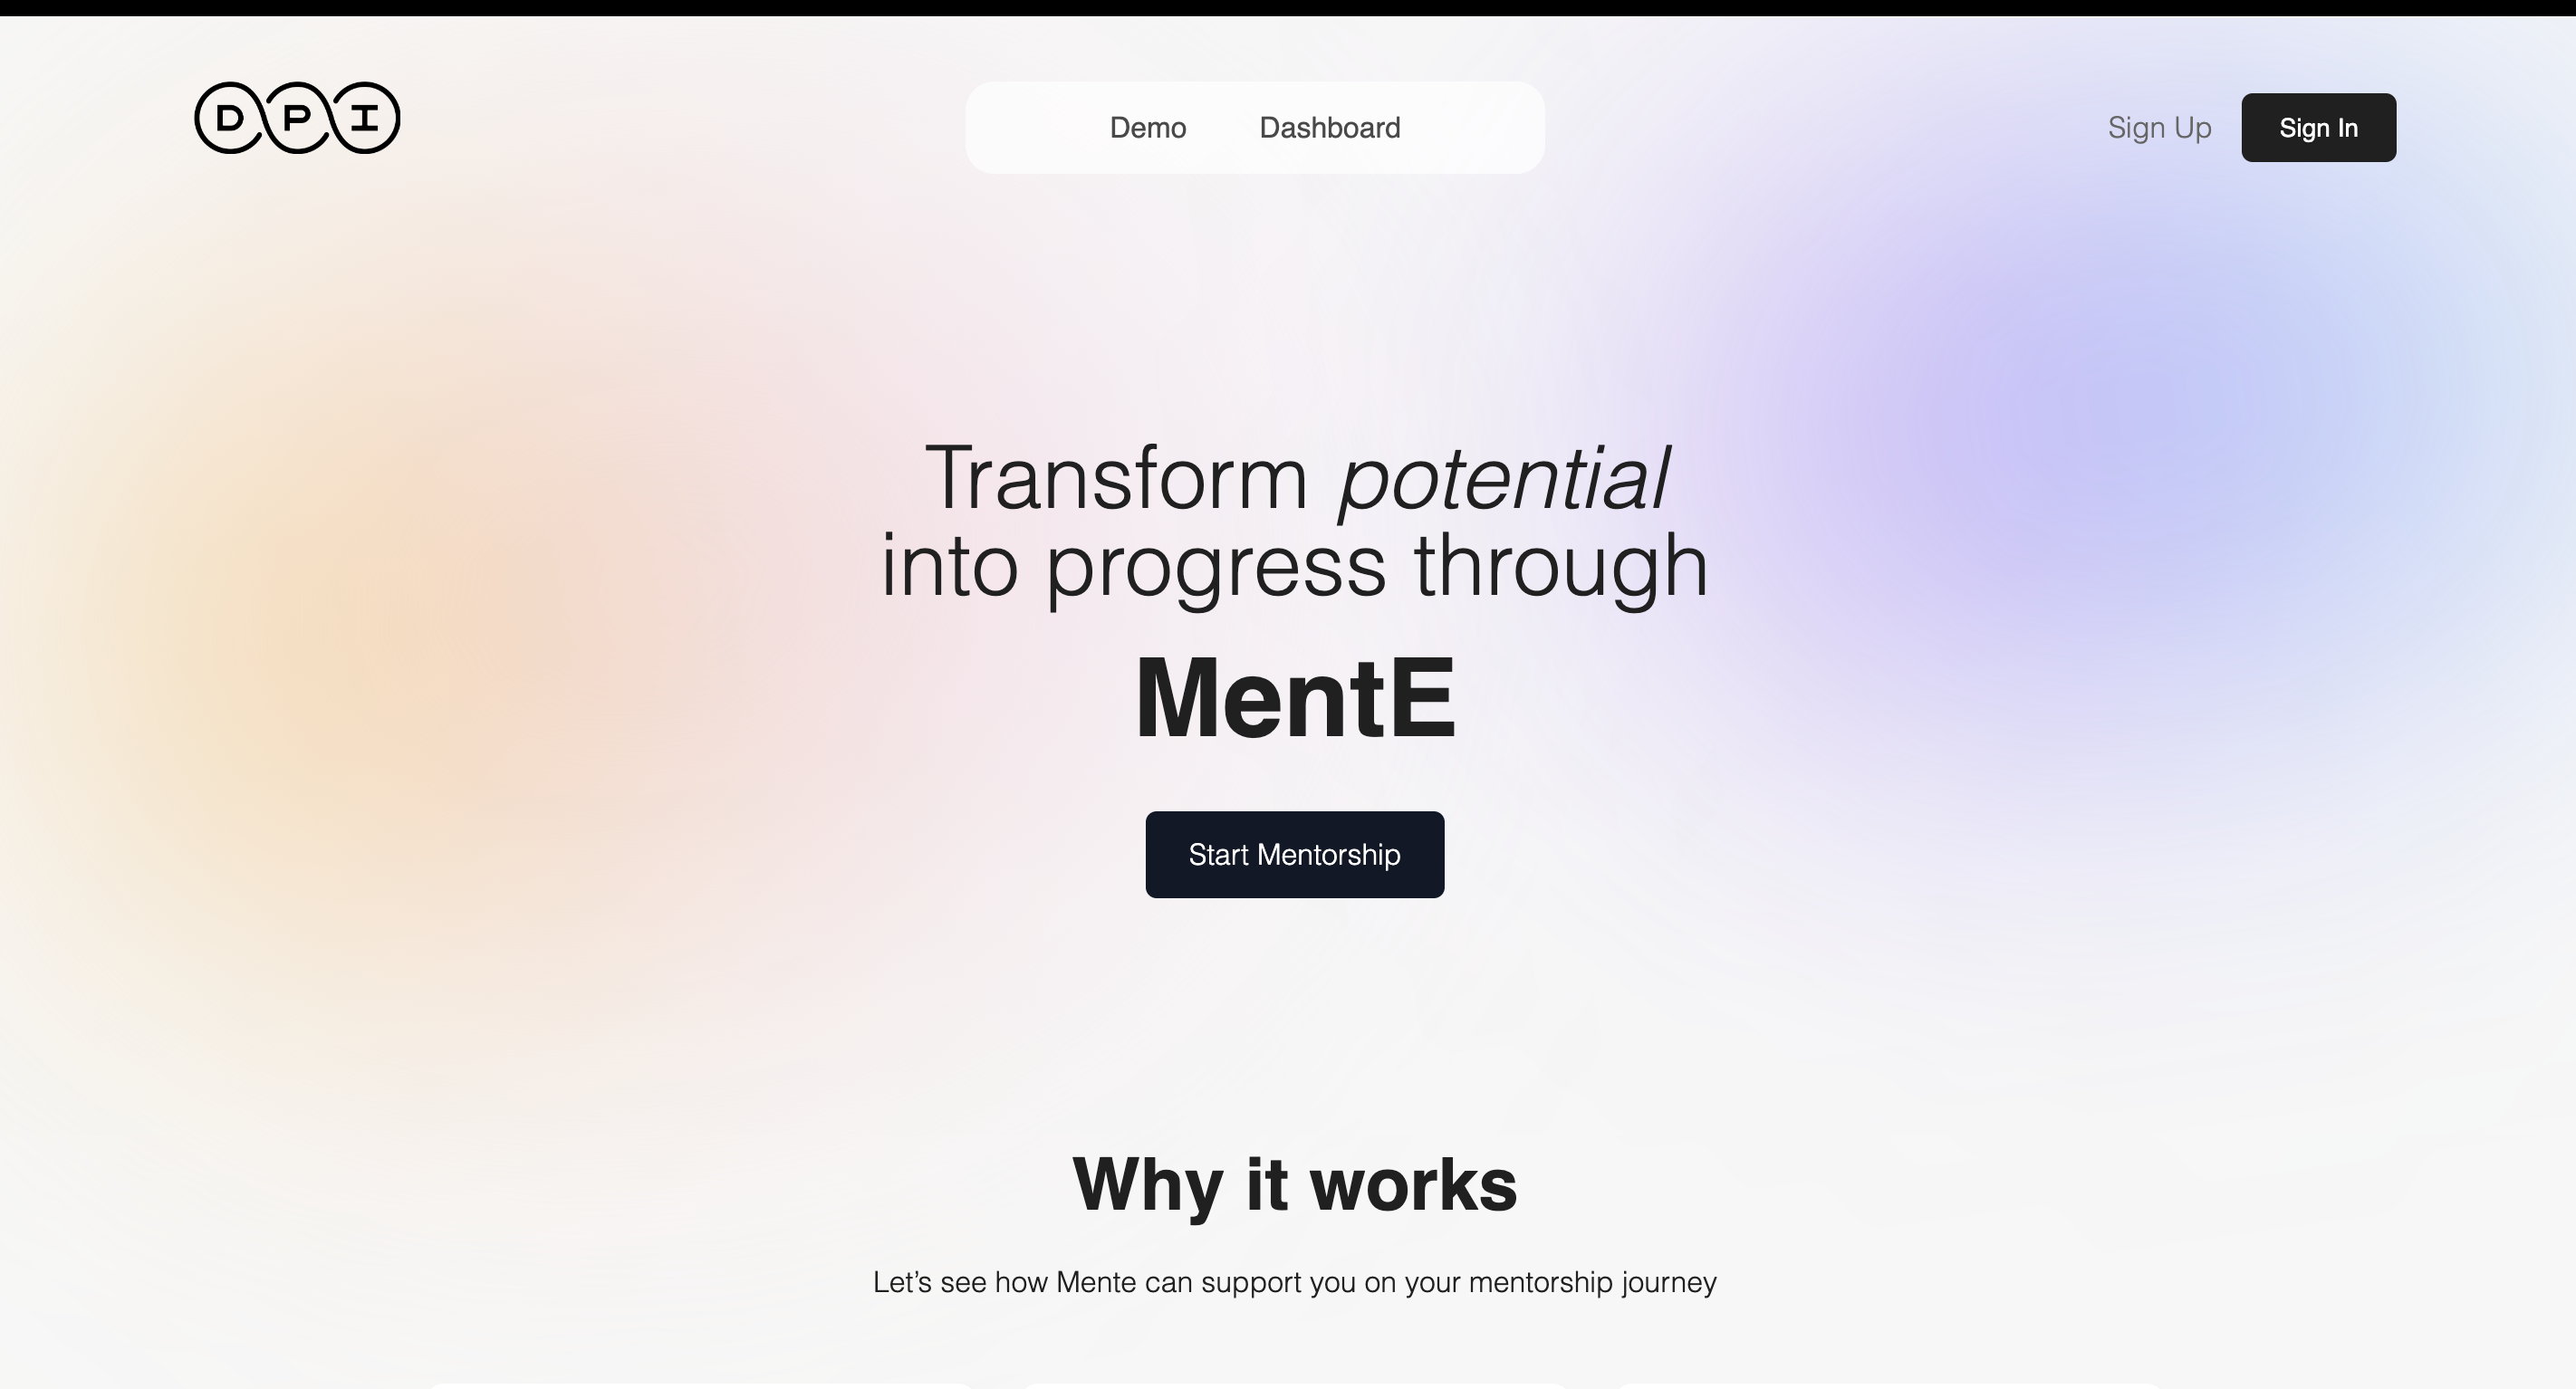 DPI
Demo
Dashboard
Sign Up
Sign In
Transform potential
into progress through
MentE
Start Mentorship
Why it works
Let’s see how Mente can support you on your mentorship journey